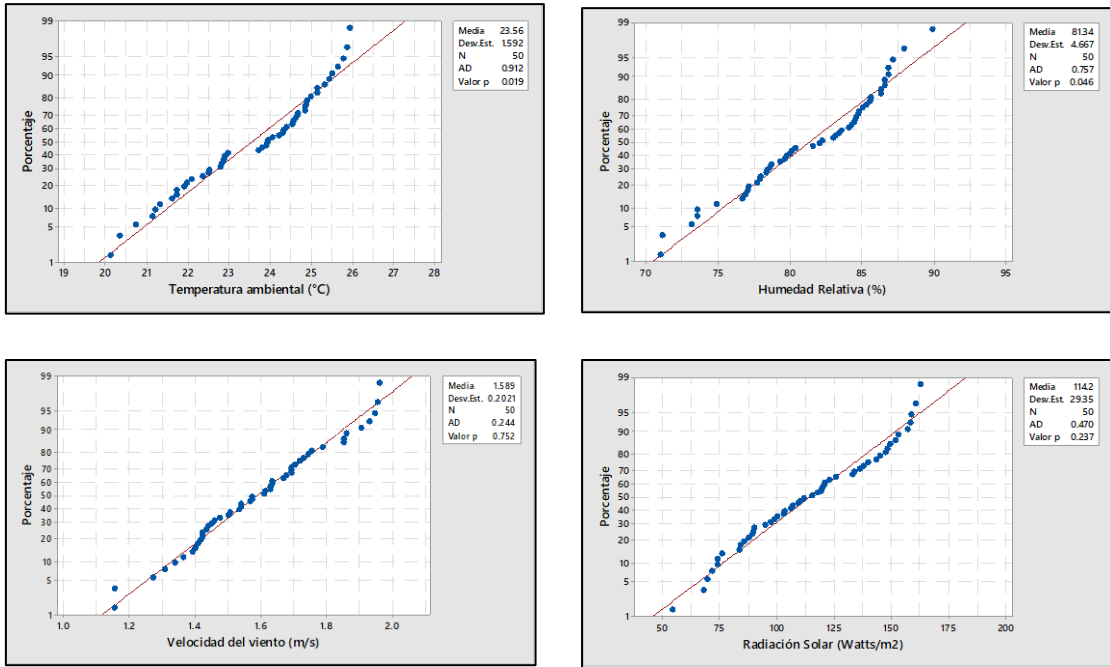 99
95
90
80
70
60
50
40
30
20
10
5
1
Porcentaje
19 20 21 22 23 24 25 26 27 28
Temperatura ambiental (°C)
Media 23.56
Desv.Est. 1.592
N 50
AD 0.912
Valor p 0.019
99
95
90
80
70
60
50
40
30
20
10
5
1
Porcentaje
70 75 80 85 90 95
Humedad Relativa (%)
Media 81.34
Desv.Est. 4.667
N 50
AD 0.757
Valor p 0.046
99
95
90
80
70
60
50
40
30
20
10
5
1
Porcentaje
1.0 1.2 1.4 1.6 1.8 2.0
Velocidad del viento (m/s)
Media 1.589
Desv.Est. 0.2021
N 50
AD 0.244
Valor p 0.752
99
95
90
80
70
60
50
40
30
20
10
5
1
Porcentaje
50 75 100 125 150 175 200
Radiación Solar (Watts/m2)
Media 114.2
Desv.Est. 29.35
N 50
AD 0.470
Valor p 0.237